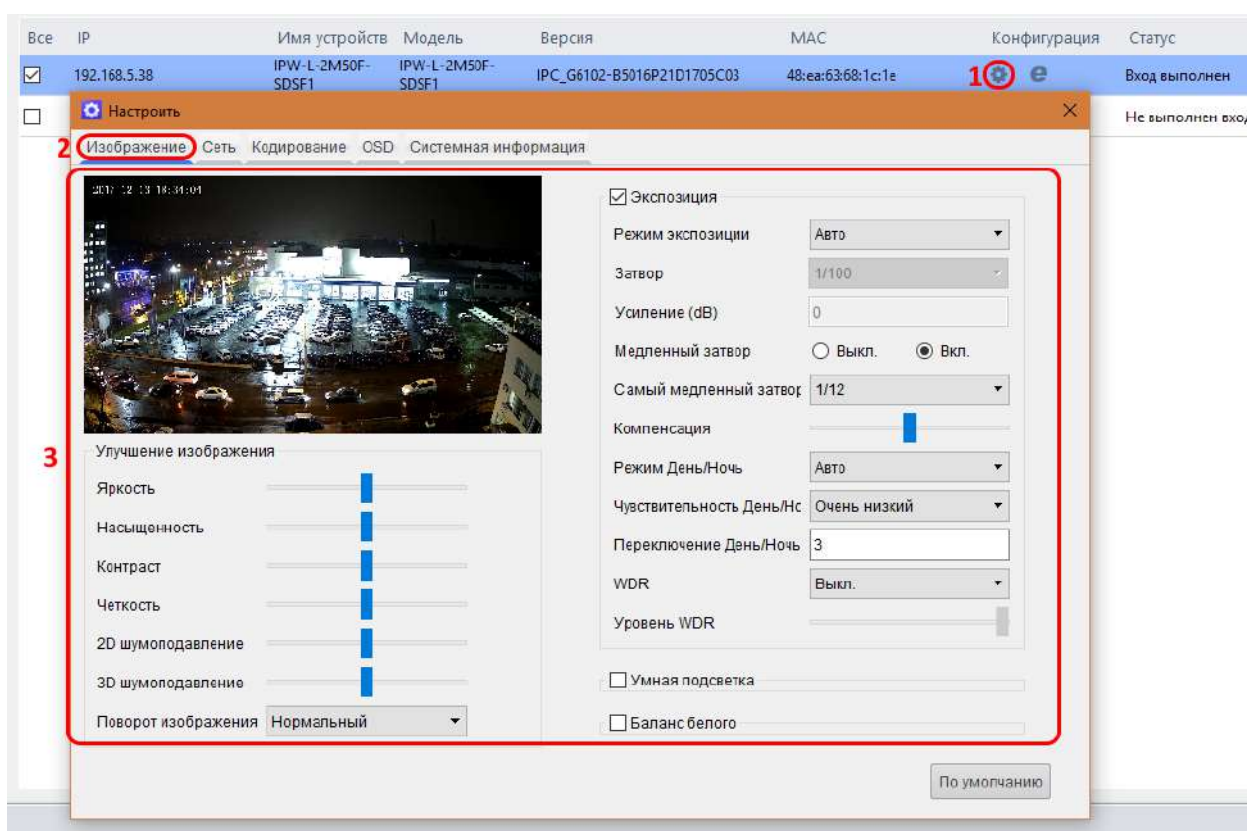 Все IP Имя устройств Модель Версия MAC Конфигурация Статус
192.168.5.38 IPW-L-2M50F-SDSF1 IPW-L-2M50F-SDSF1 IPC_G6102-B5016P21D1705C03 48:ea:63:68:1c:1e 1 Вход выполнен
Настроить Не выполнен вход
2 Изображение Сеть Кодирование OSD Системная информация
Экспозиция
Режим экспозиции Авто
Затвор 1/100
Усиление (dB) 0
Медленный затвор Выкл. Вкл.
Самый медленный затвор 1/12
Компенсация
3 Улучшение изображения
Режим День/Ночь Авто
Яркость
Чувствительность День/Нс Очень низкий
Насыщенность
Переключение День/Ночь 3
Контраст
WDR Выкл.
Четкость
Уровень WDR
2D шумоподавление
3D шумоподавление
Умная подсветка
Поворот изображения Нормальный
Баланс белого
По умолчанию